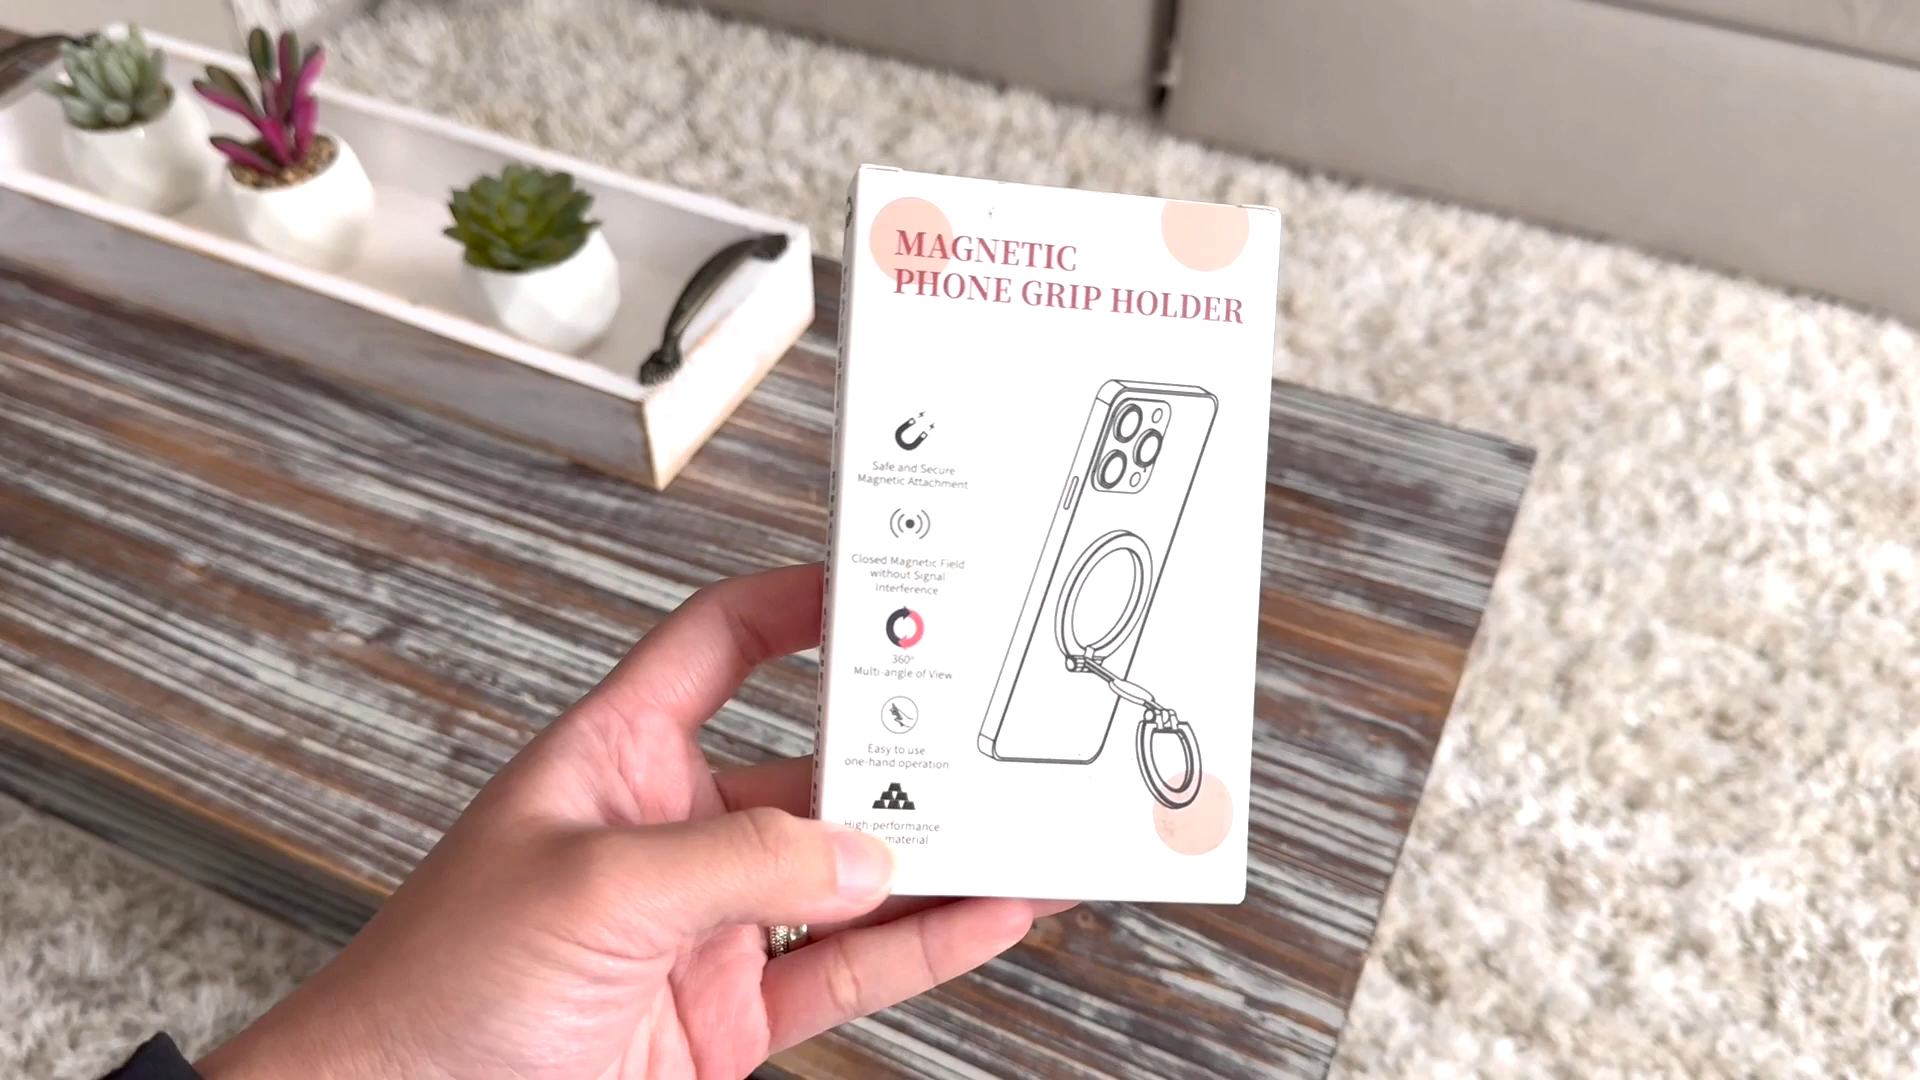 MAGNETIC
PHONE GRIP HOLDER
Safe and Secure
Magnetic Attachment
Closed Magnetic Field
without Signal
Interference
360°
Multi-angle of View
Easy to use
one-hand operation
High-performance
material